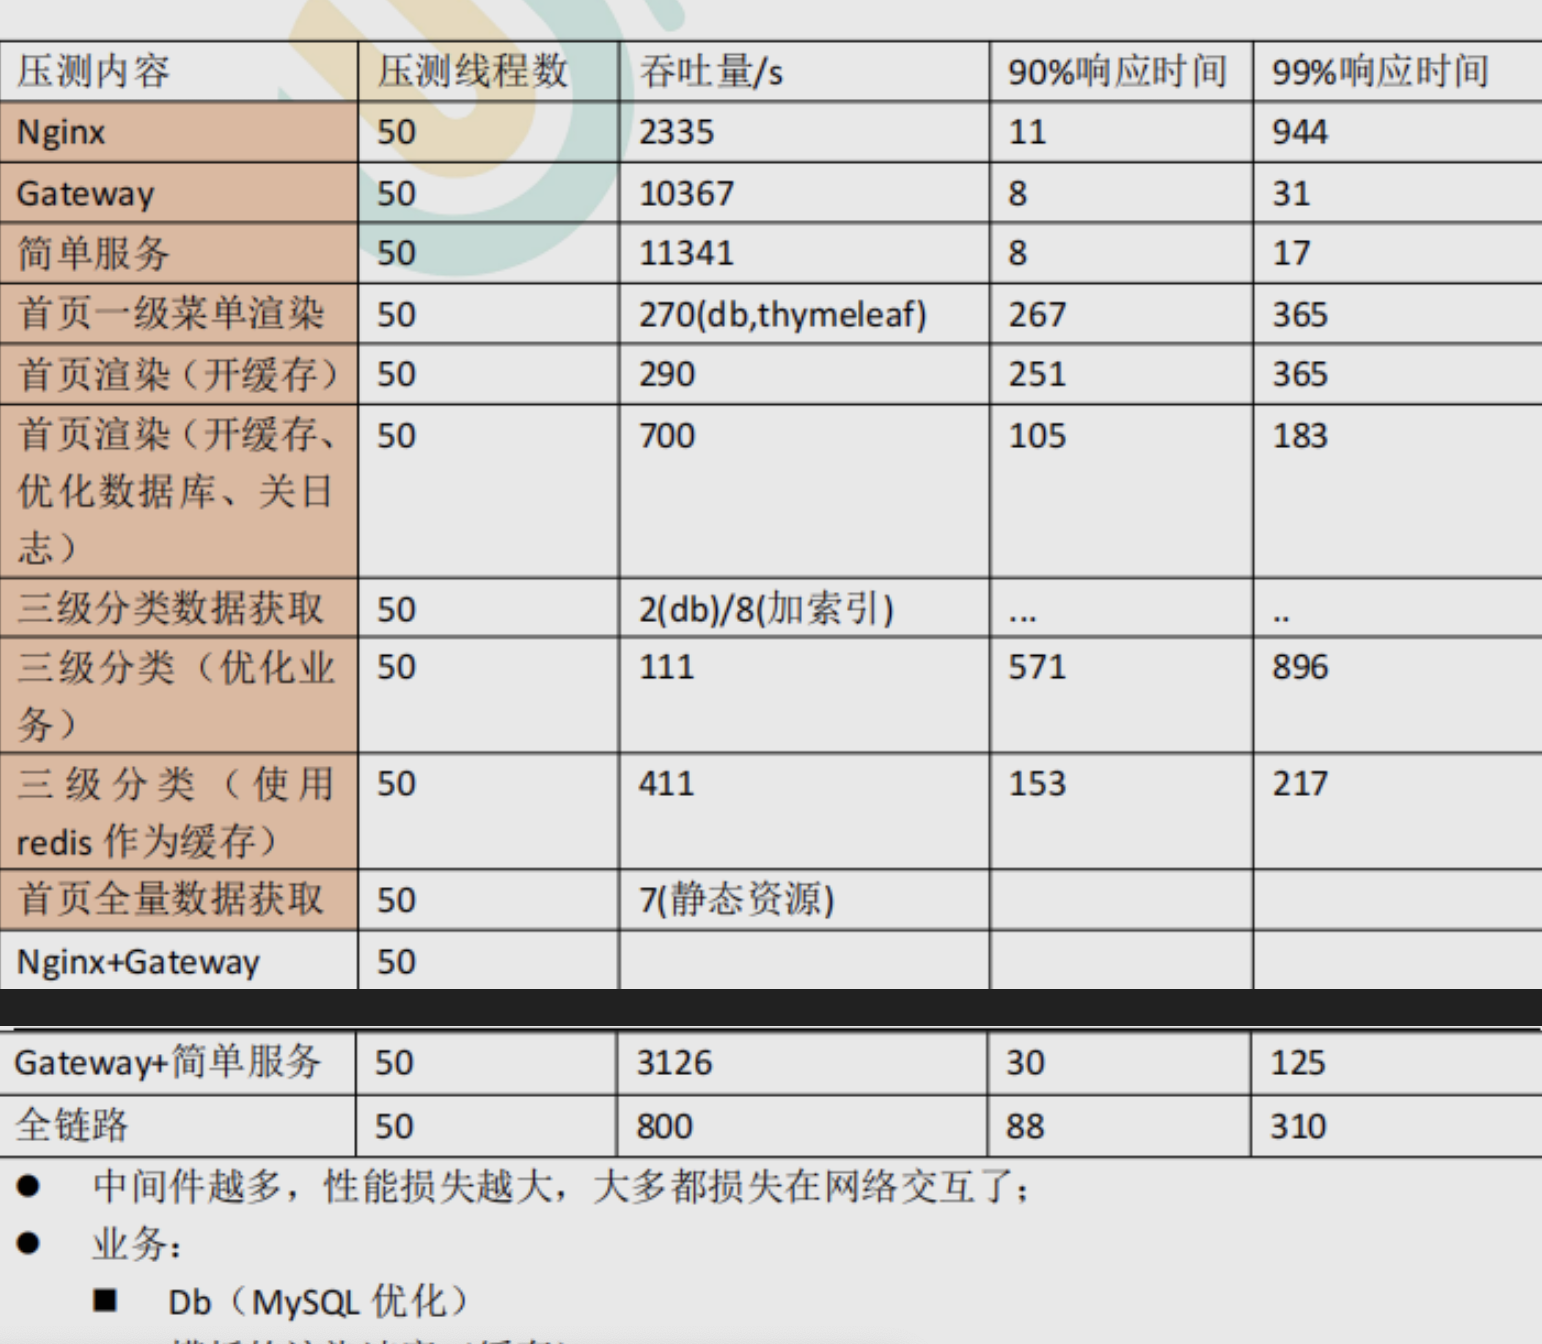 压测内容 压测线程数 吞吐量/s 90%响应时间 99%响应时间
Nginx 50 2335 11 944
Gateway 50 10367 8 31
简单服务 50 11341 8 17
首页一级菜单渲染 50 270(db,thymeleaf) 267 365
首页渲染（开缓存） 50 290 251 365
首页渲染（开缓存、 50 700 105 183
优化数据库、关日
志）
三级分类数据获取 50 2(db)/8(加索引) ... ..
三级分类（优化业 50 111 571 896
务）
三级分类（使用 50 411 153 217
redis 作为缓存）
首页全量数据获取 50 7(静态资源)
Nginx+Gateway 50
Gateway+简单服务 50 3126 30 125
全链路 50 800 88 310
● 中间件越多，性能损失越大，大多都损失在网络交互了；
● 业务：
■ Db（MySQL 优化）